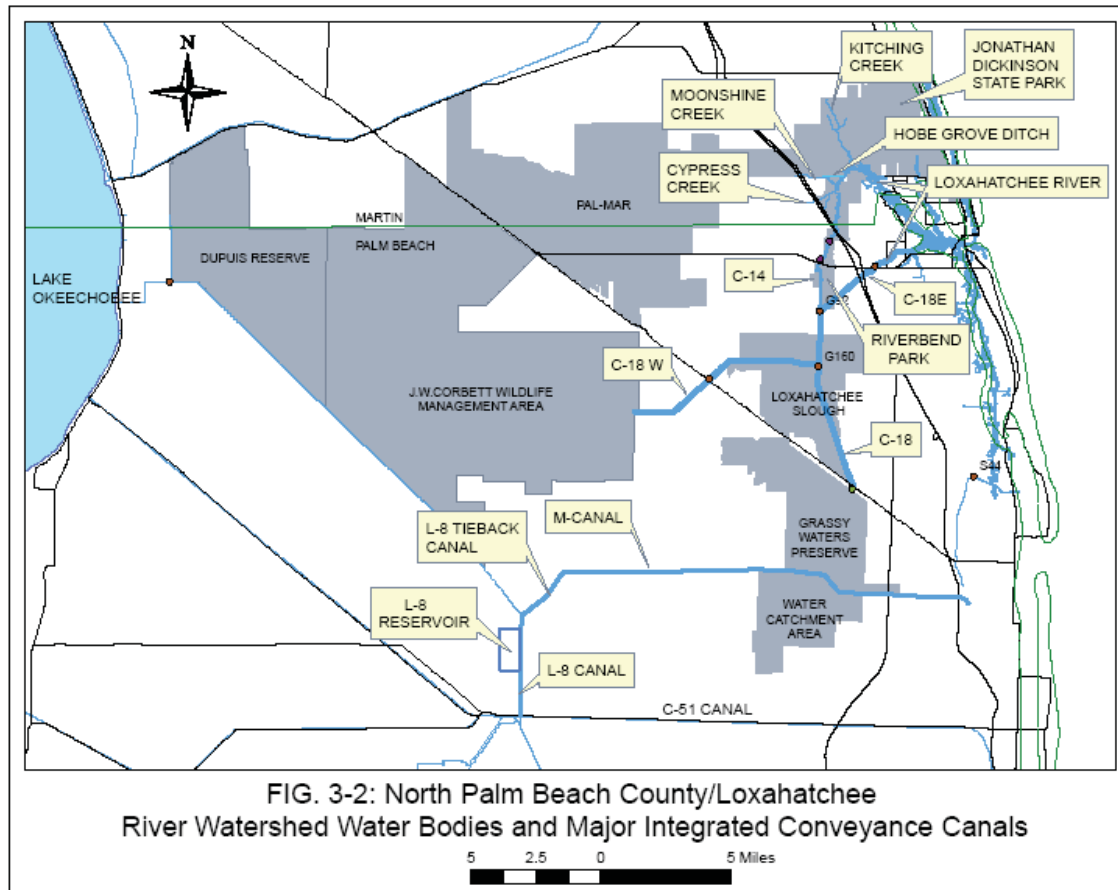 N
KITCHING
CREEK
JONATHAN
DICKINSON
STATE PARK
MOONSHINE
CREEK
HOBE GROVE DITCH
CYPRESS
CREEK
LOXAHATCHEE RIVER
PAL-MAR
MARTIN
PALM BEACH
DUPUIS RESERVE
LAKE
OKEECHOBEE
C-14
C-18E
RIVERBEND
PARK
G160
C-18 W
J.W.CORBETT WILDLIFE
MANAGEMENT AREA
LOXAHATCHEE
SLOUGH
C-18
S44
M-CANAL
L-8 TIEBACK
CANAL
GRASSY
WATERS
PRESERVE
L-8
RESERVOIR
WATER
CATCHMENT
AREA
L-8 CANAL
C-51 CANAL
FIG. 3-2: North Palm Beach County/Loxahatchee
River Watershed Water Bodies and Major Integrated Conveyance Canals
5 2.5 0 5 Miles